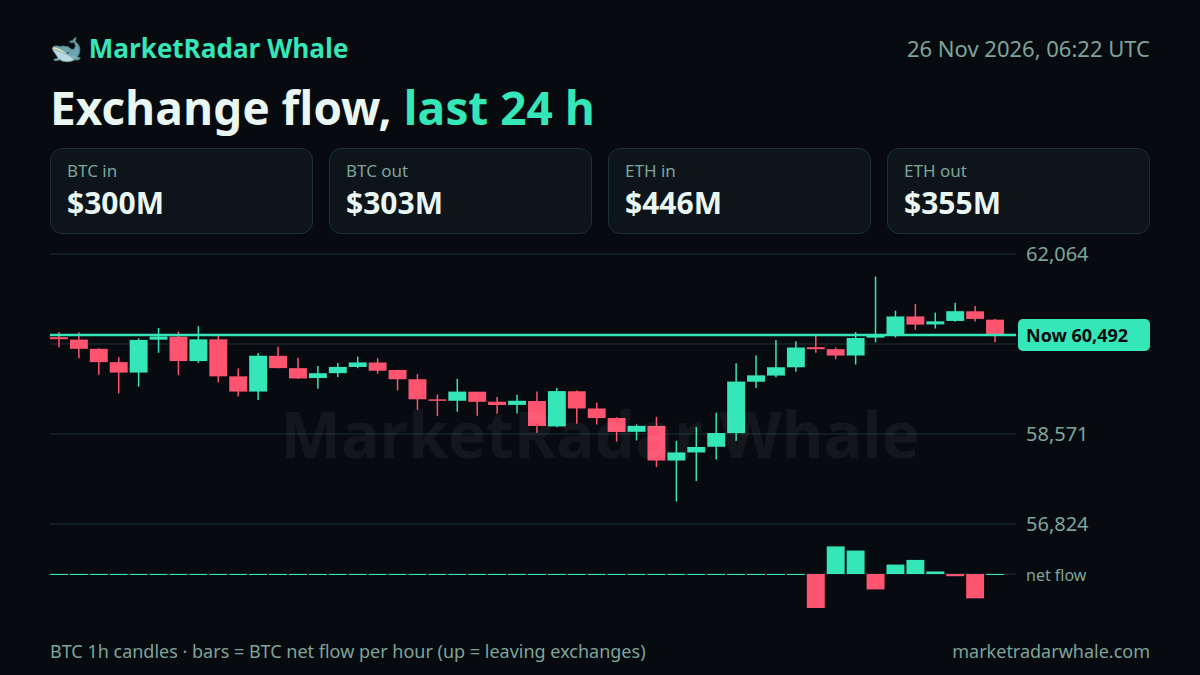 MarketRadar Whale
26 Nov 2026, 06:22 UTC
Exchange flow, last 24 h
BTC in
$300M
BTC out
$303M
ETH in
$446M
ETH out
$355M
62,064
Now 60,492
MarketRadar Whale
58,571
56,824
net flow
BTC 1h candles · bars = BTC net flow per hour (up = leaving exchanges)
marketradarwhale.com